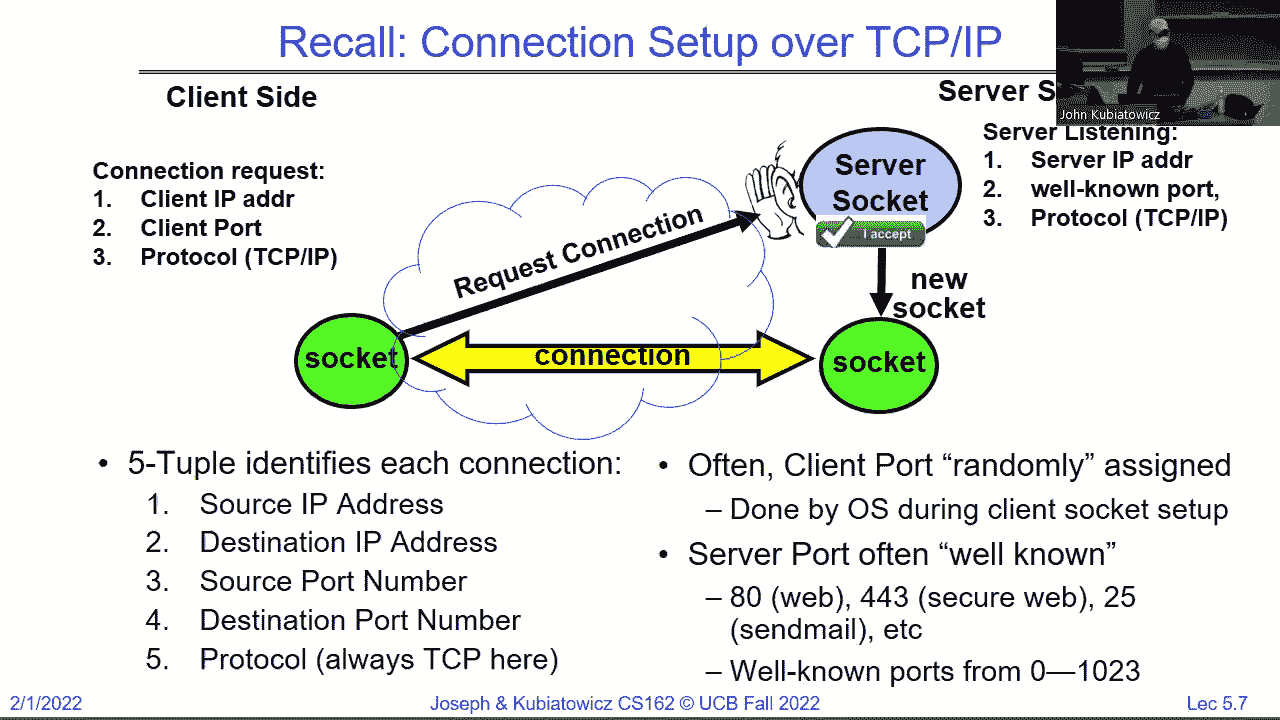 Recall: Connection Setup over TCP/IP
Client Side
Server S
John Kubiatowicz
Connection request:
1. Client IP addr
2. Client Port
3. Protocol (TCP/IP)
Request Connection
Server
Socket
I accept
Server Listening:
1. Server IP addr
2. well-known port,
3. Protocol (TCP/IP)
new
socket
socket
connection
socket
• 5-Tuple identifies each connection:
1. Source IP Address
2. Destination IP Address
3. Source Port Number
4. Destination Port Number
5. Protocol (always TCP here)
• Often, Client Port “randomly” assigned
– Done by OS during client socket setup
• Server Port often “well known”
– 80 (web), 443 (secure web), 25
(sendmail), etc
– Well-known ports from 0—1023
2/1/2022
Joseph & Kubiatowicz CS162 © UCB Fall 2022
Lec 5.7